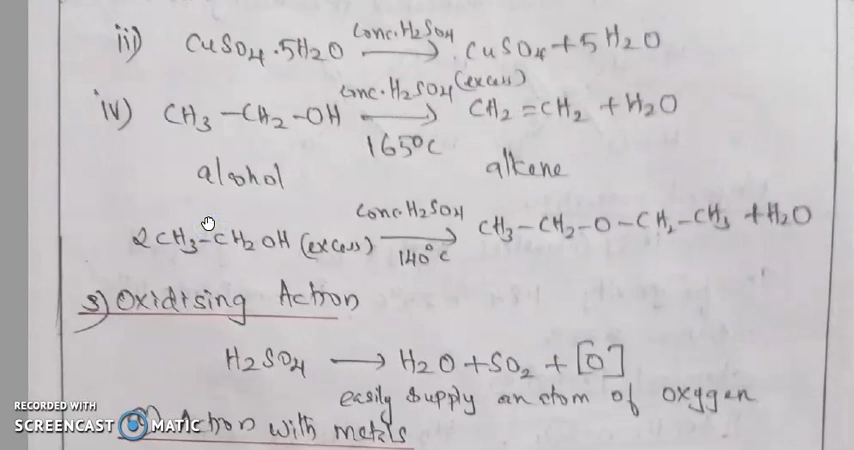 iii) CuSO4.5H2O conc.H2SO4 → CuSO4+5H2O
iv) CH3-CH2-OH conc.H2SO4(excess) → 165°C CH2=CH2+H2O
alcohol alkene
2CH3-CH2OH(excess) conc.H2SO4 → 140°C CH3-CH2-O-CH2-CH3+H2O
3) Oxidising Action
H2SO4 → H2O+SO2+[O]
easily supply an atom of oxygen
RECORDED WITH
SCREENCAST MATIC
Action with metals